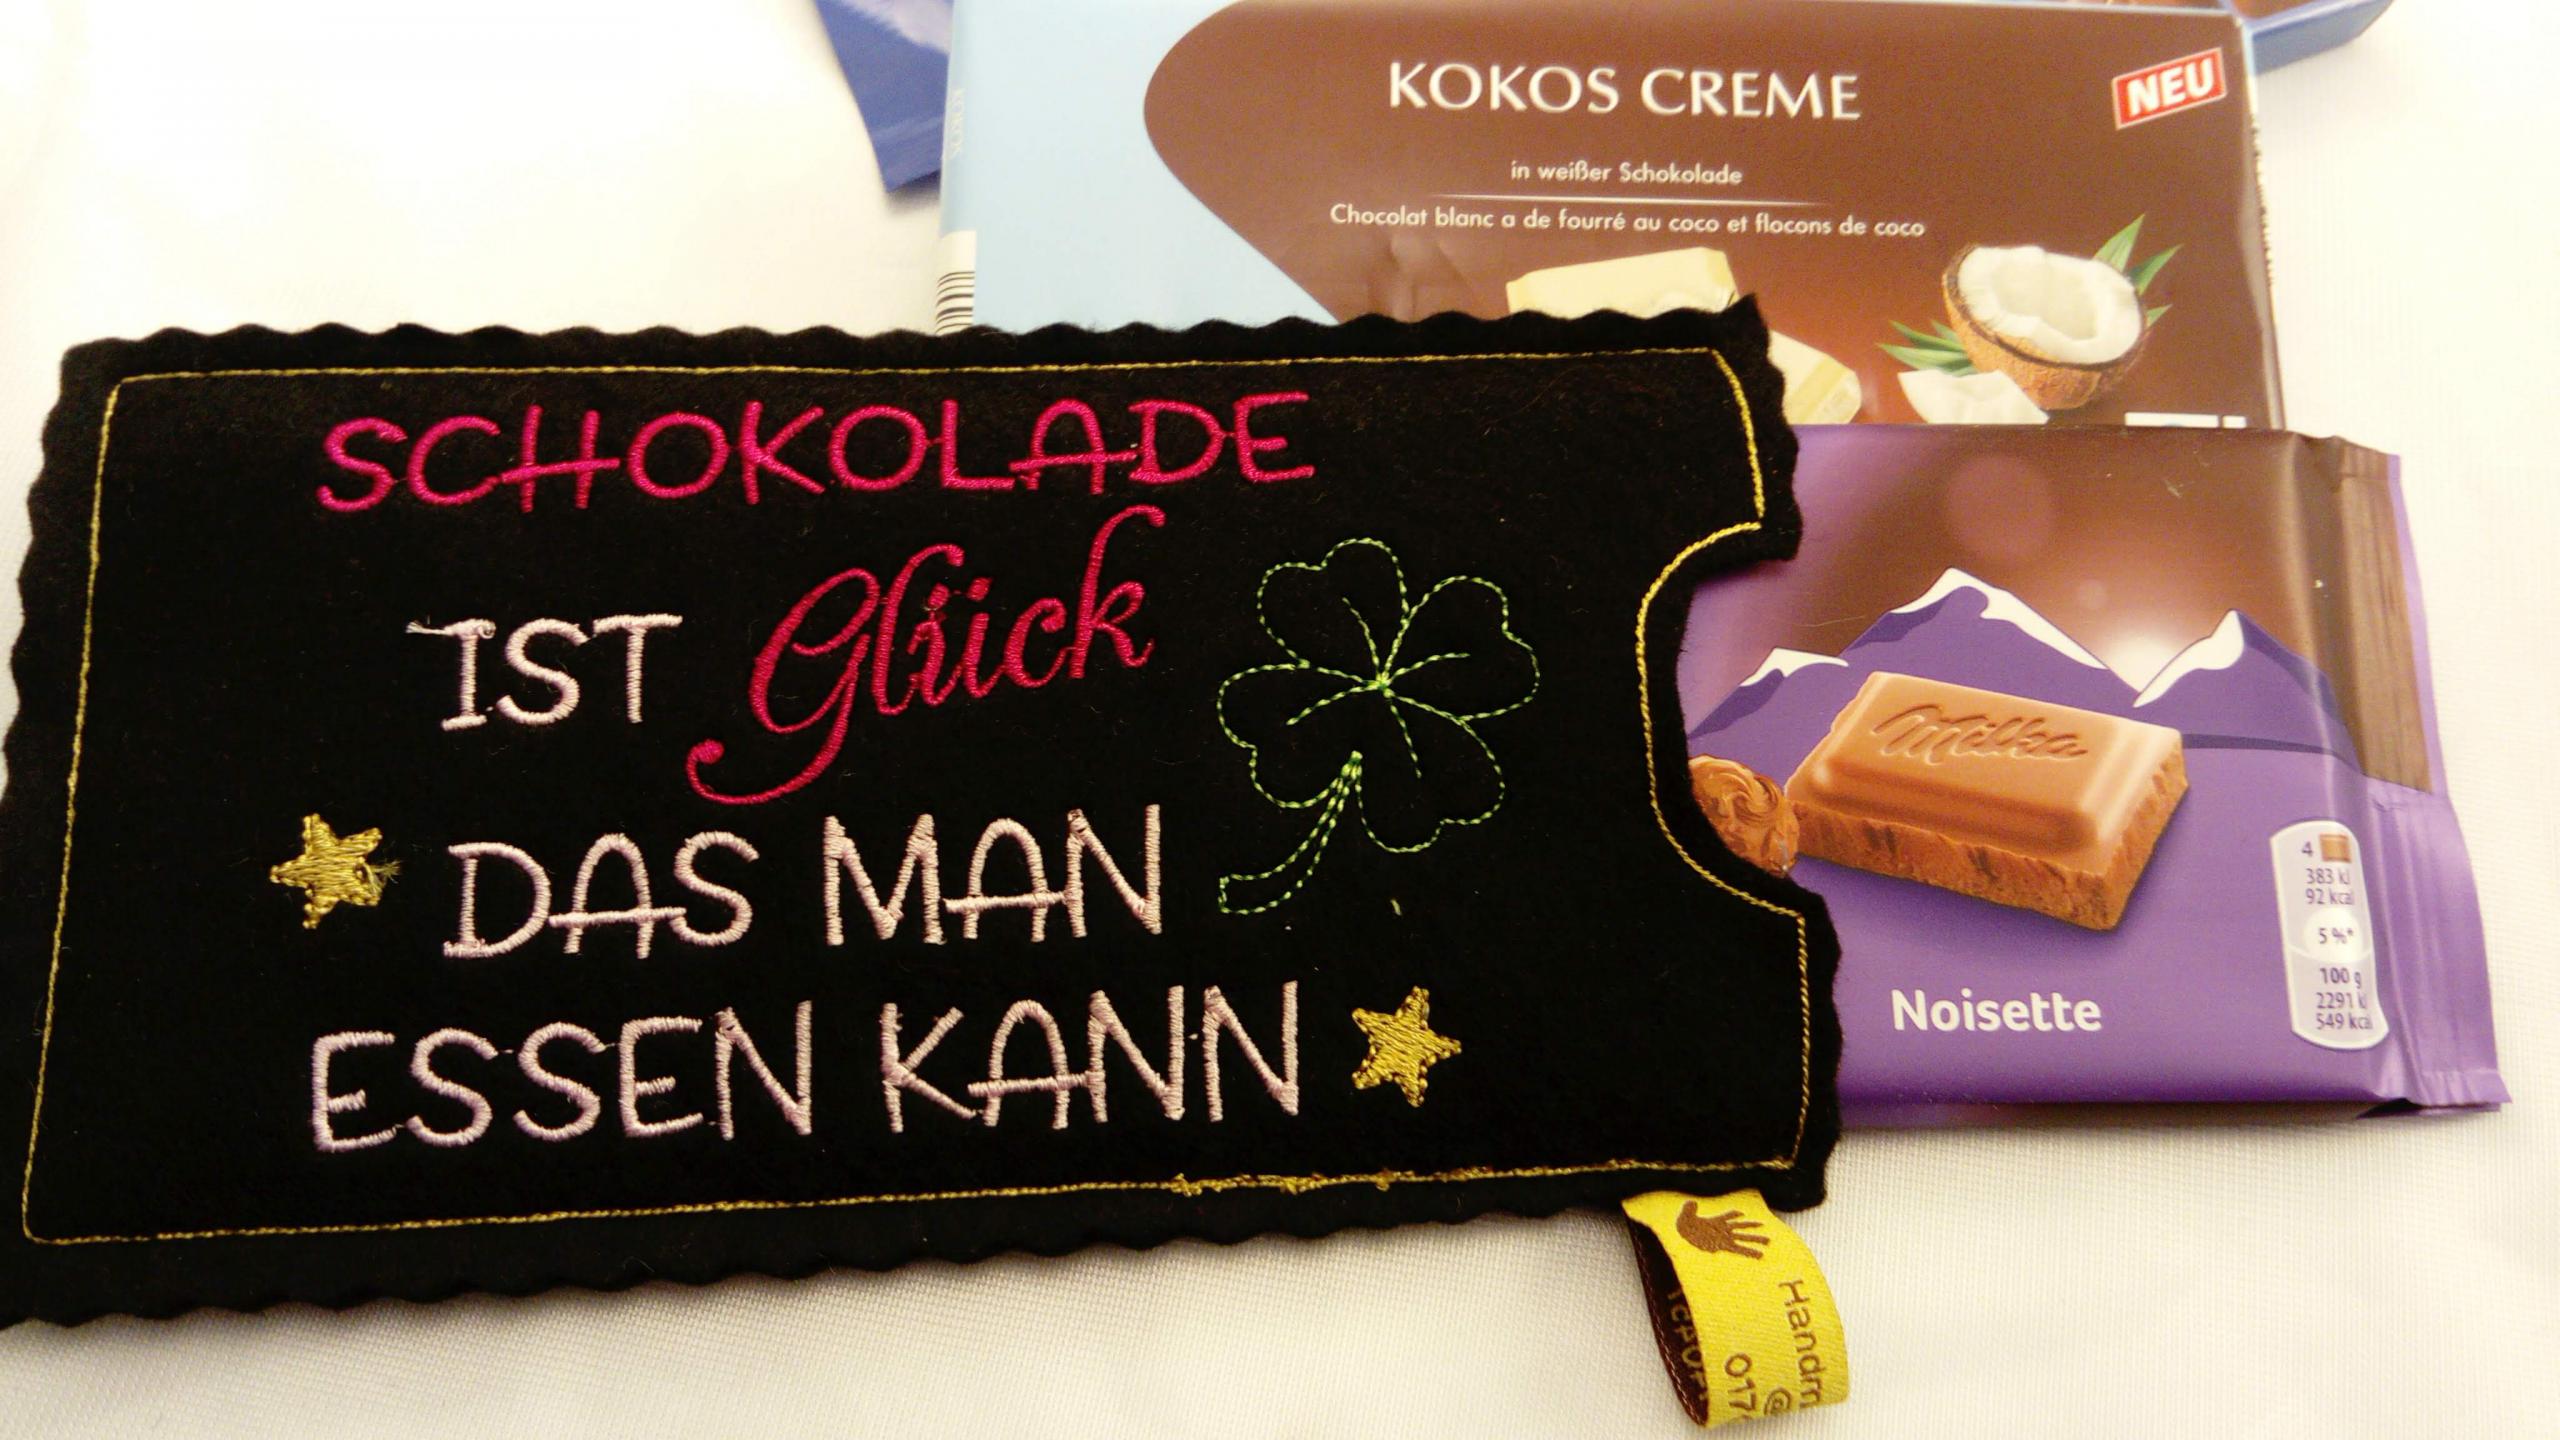 KOKOS CREME
NEU
in weißer Schokolade
Chocolat blanc a de fourré au coco et flocons de coco
SCHOKOLADE
IST Glück
DAS MAN
ESSEN KANN
Milka
Noisette
4
383 kJ
92 kcal
5 %*
100 g
2291 kJ
549 kcal